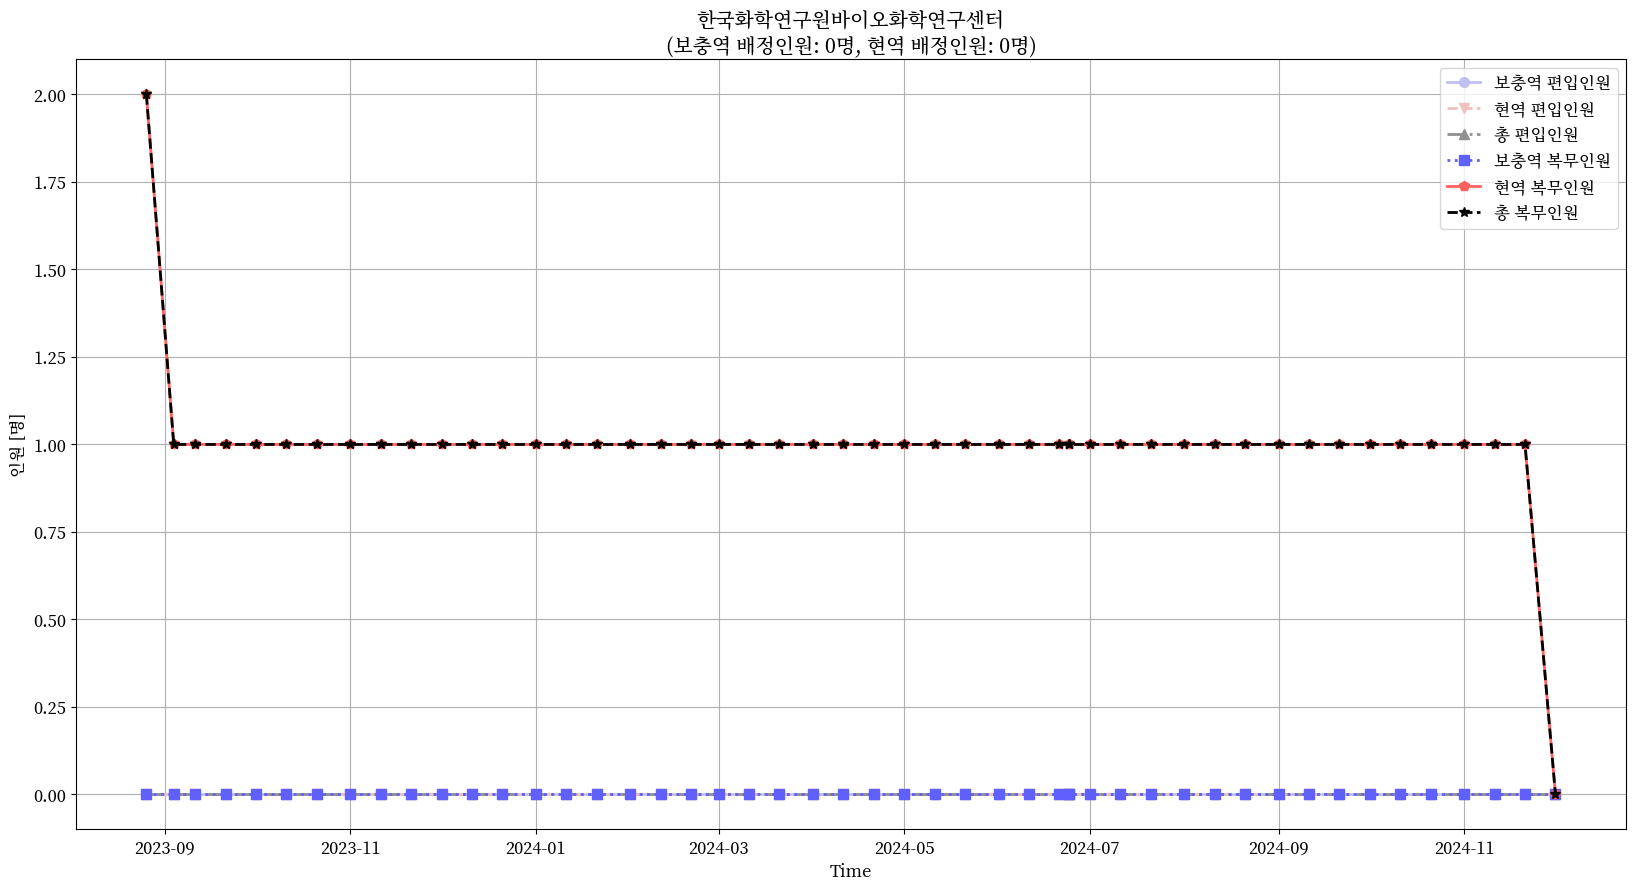 한국화학연구원바이오화학연구센터
(보충역 배정인원: 0명, 현역 배정인원: 0명)
보충역 편입인원
현역 편입인원
총 편입인원
보충역 복무인원
현역 복무인원
총 복무인원
인원 [명]
2.00
1.75
1.50
1.25
1.00
0.75
0.50
0.25
0.00
2023-09 2023-11 2024-01 2024-03 2024-05 2024-07 2024-09 2024-11
Time